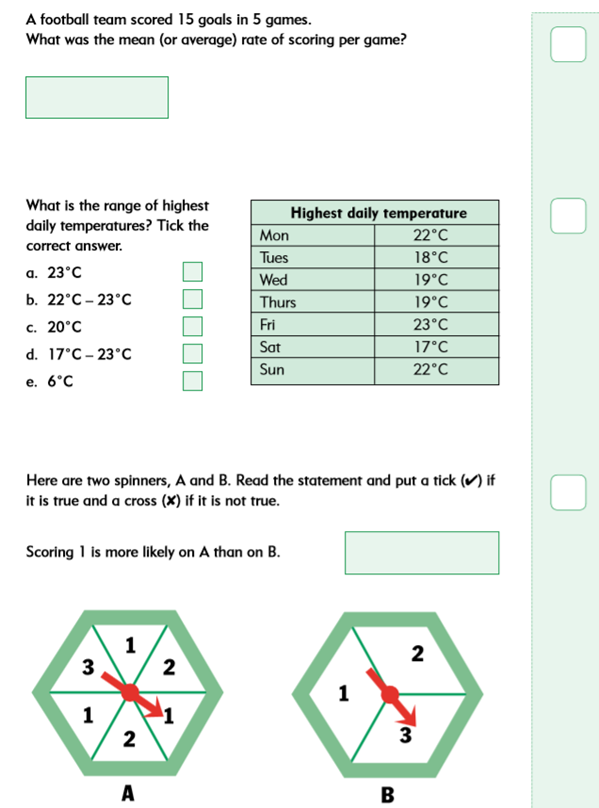 A football team scored 15 goals in 5 games.
What was the mean (or average) rate of scoring per game?
What is the range of highest
daily temperatures? Tick the
correct answer.
a. 23°C
b. 22°C – 23°C
c. 20°C
d. 17°C – 23°C
e. 6°C
Highest daily temperature
Mon 22°C
Tues 18°C
Wed 19°C
Thurs 19°C
Fri 23°C
Sat 17°C
Sun 22°C
Here are two spinners, A and B. Read the statement and put a tick (✔) if
it is true and a cross (✘) if it is not true.
Scoring 1 is more likely on A than on B.
1
3 2
1 1
2
A
2
1
3
B